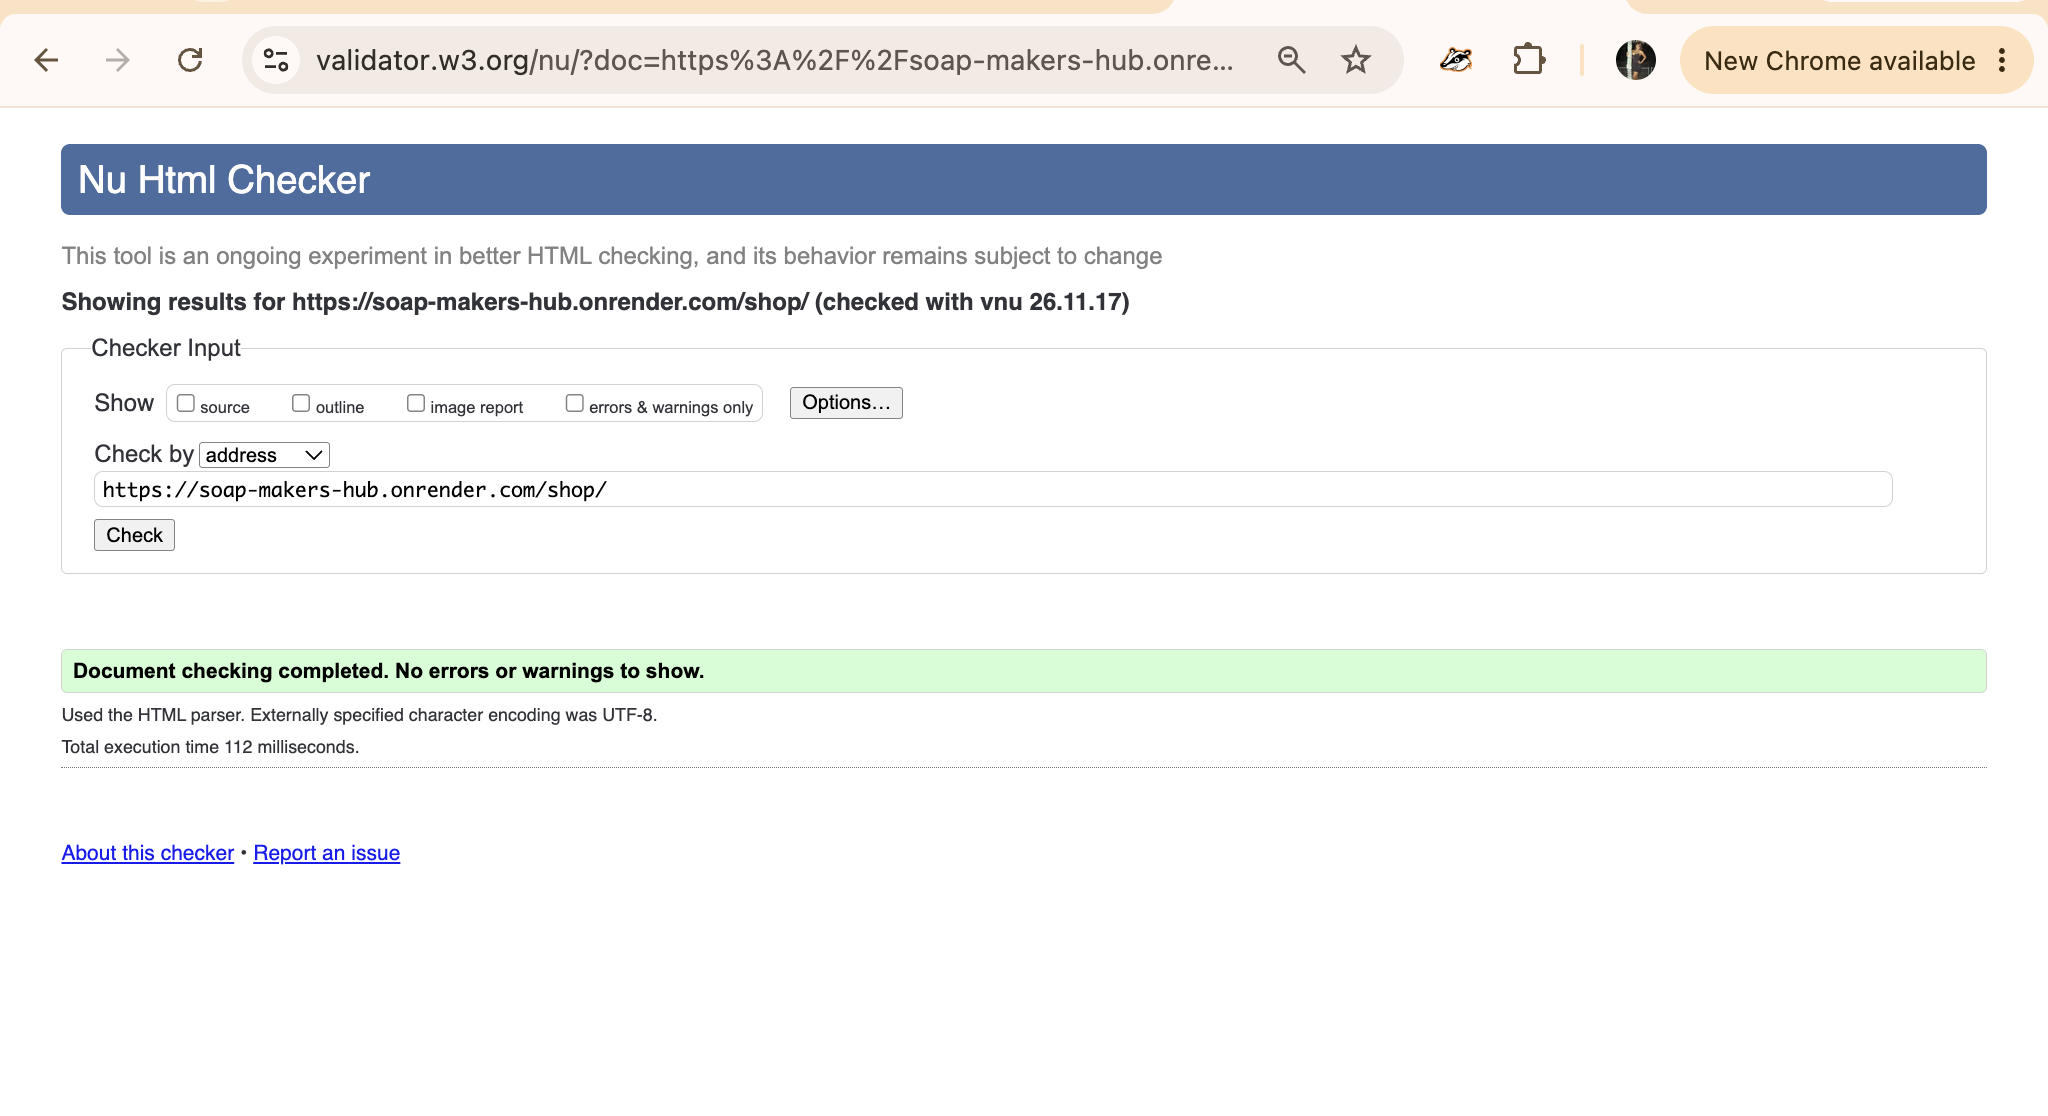 validator.w3.org/nu/?doc=https%3A%2F%2Fsoap-makers-hub.onre...
New Chrome available
Nu Html Checker
This tool is an ongoing experiment in better HTML checking, and its behavior remains subject to change
Showing results for https://soap-makers-hub.onrender.com/shop/ (checked with vnu 26.11.17)
Checker Input
Show source outline image report errors & warnings only Options...
Check by address
https://soap-makers-hub.onrender.com/shop/
Check
Document checking completed. No errors or warnings to show.
Used the HTML parser. Externally specified character encoding was UTF-8.
Total execution time 112 milliseconds.
About this checker • Report an issue